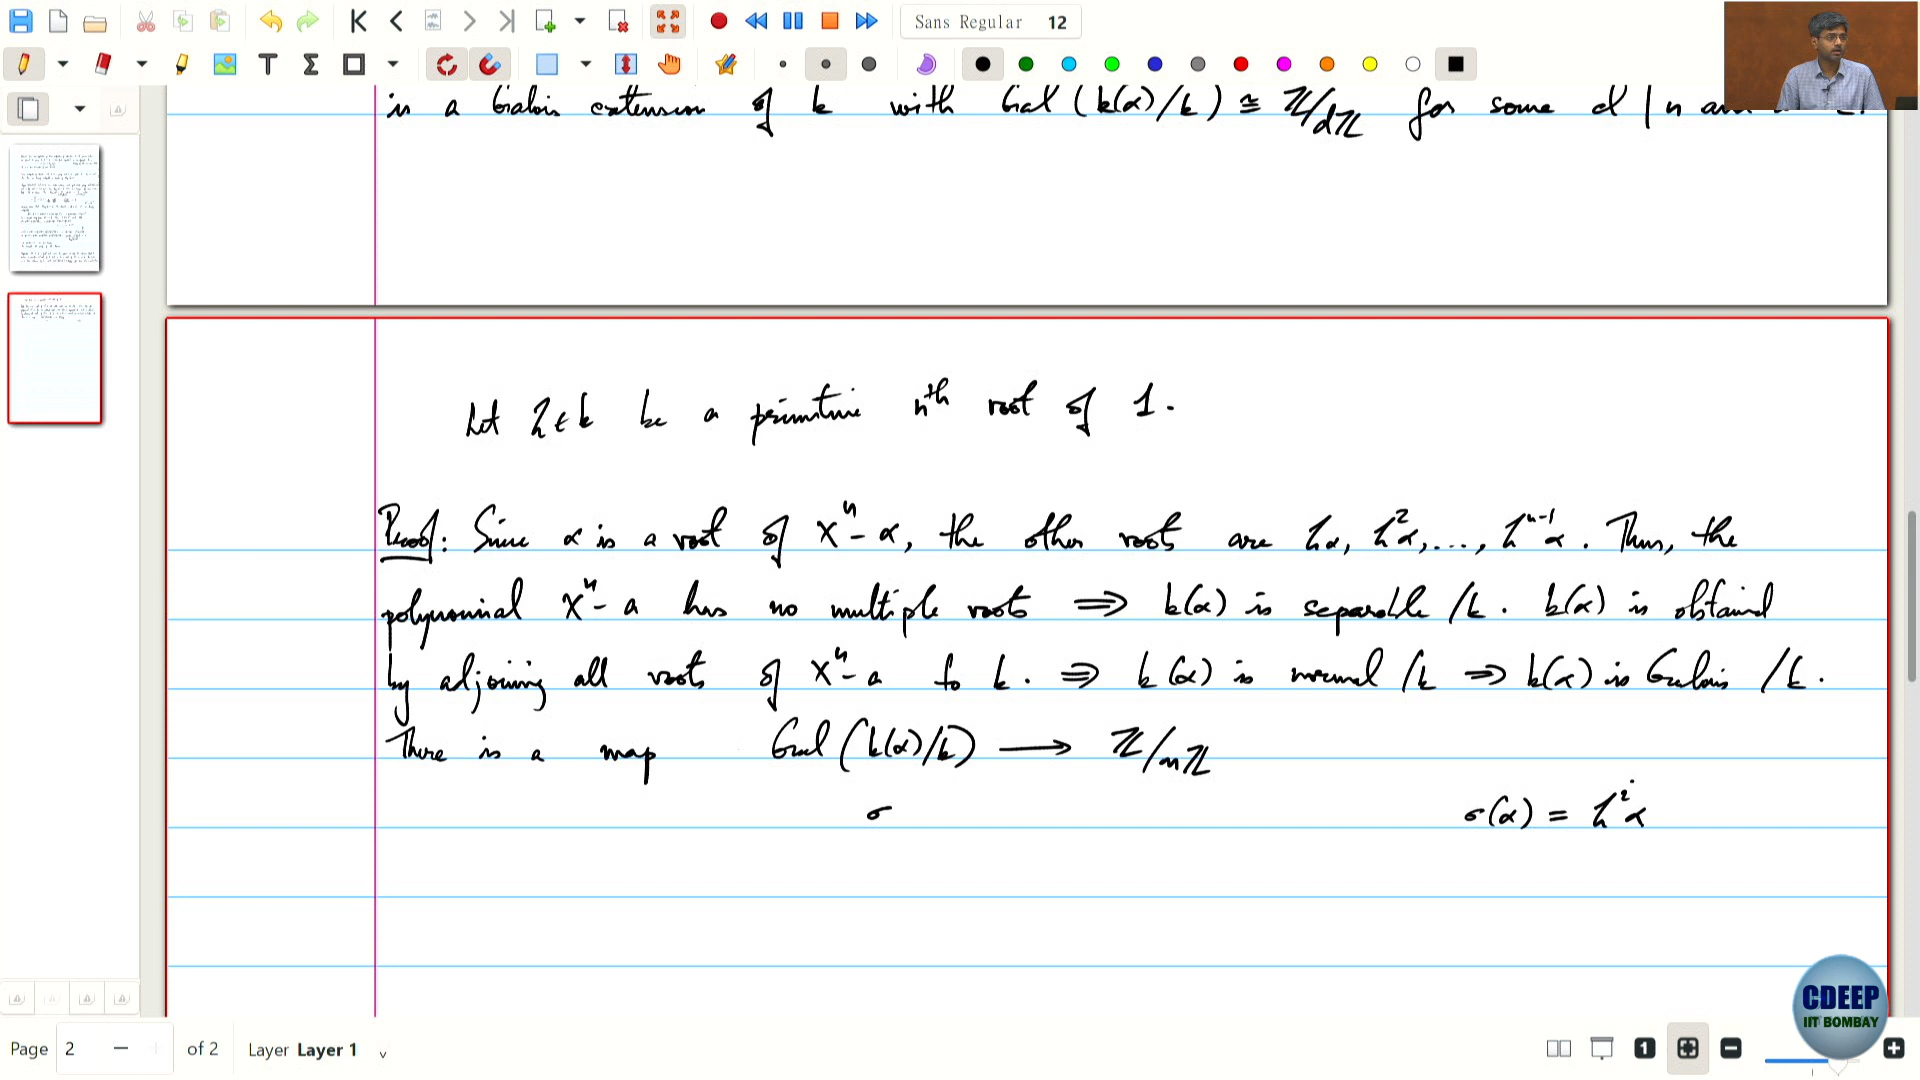 Sans Regular 12
is a Galois extension of k with Gal (k(α)/k) ≅ ℤ/dℤ for some d | n
Let ζ ∈ k be a primitive nᵗʰ root of 1.
Proof: Since α is a root of xⁿ - α, the other roots are ζα, ζ²α, ..., ζⁿ⁻¹α. Thus, the
polynomial xⁿ - a has no multiple roots ⟹ k(α) is separable /k. k(α) is obtained
by adjoining all roots of xⁿ - a to k. ⟹ k(α) is normal /k ⟹ k(α) is Galois /k.
There is a map Gal (k(α)/k) ⟶ ℤ/nℤ
σ σ(α) = ζⁱα
CDEEP
IIT BOMBAY
Page 2 of 2 Layer Layer 1